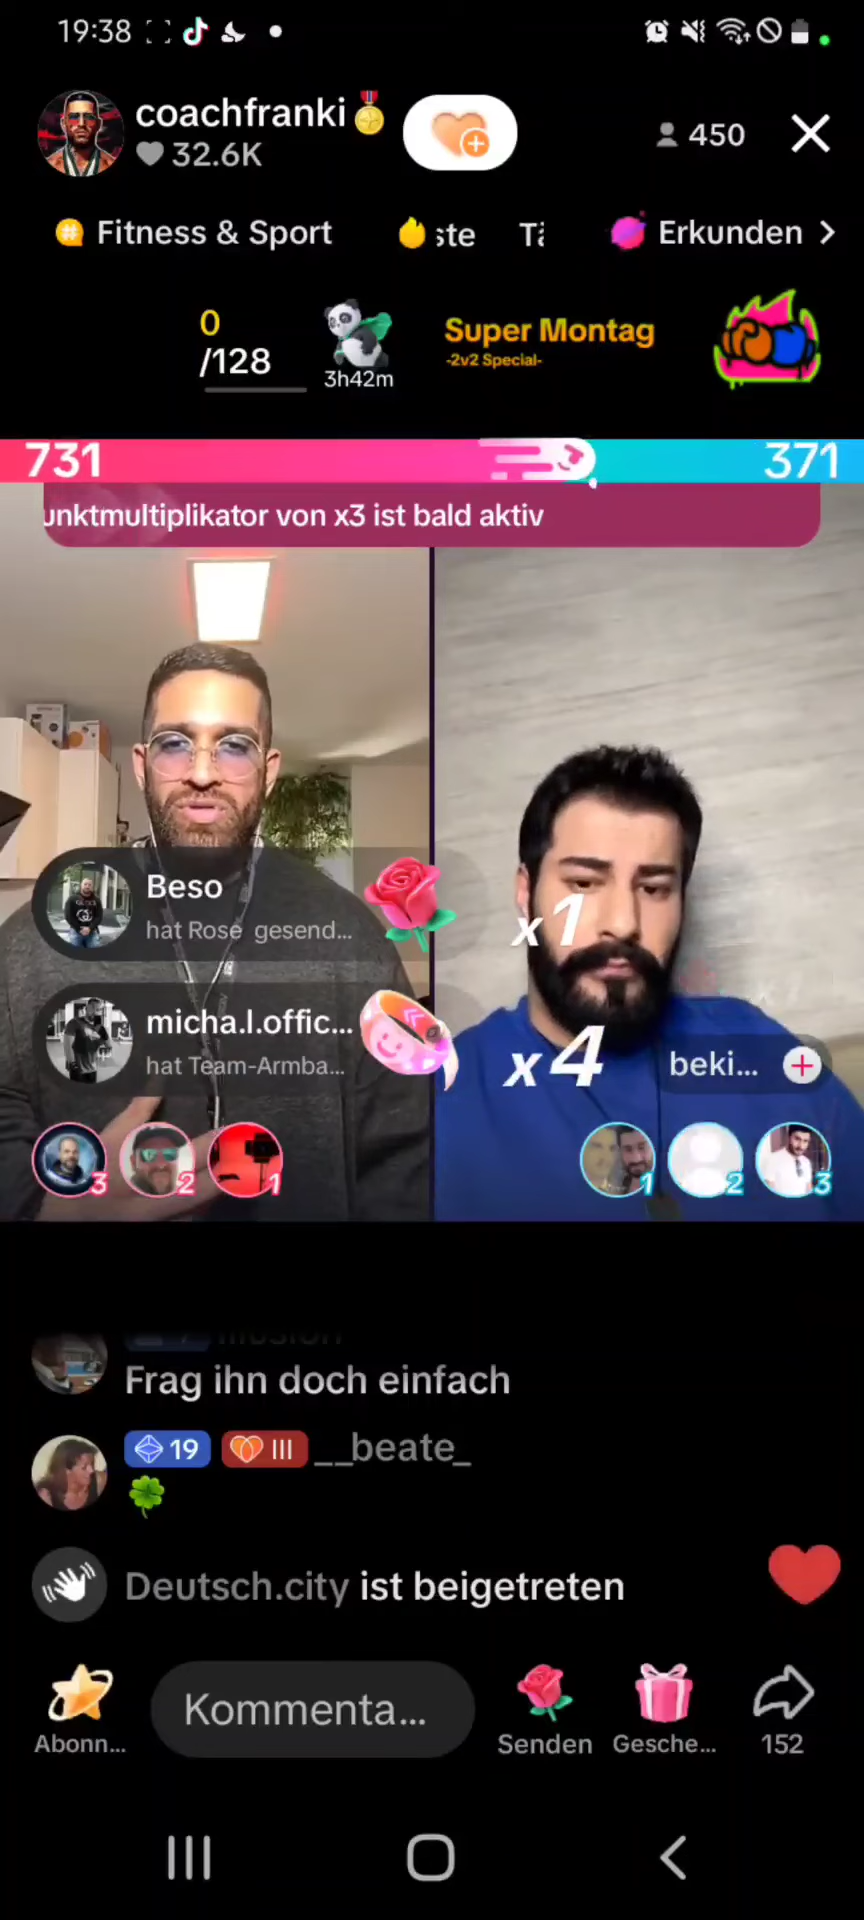 19:38
coachfranki
32.6K
450
Fitness & Sport
ste
Erkunden
0
/128
3h42m
Super Montag
-2v2 Special-
731
371
unktmultiplikator von x3 ist bald aktiv
Beso
hat Rose gesend...
x1
micha.l.offic...
hat Team-Armba...
x4
beki...
3
2
1
1
2
3
Frag ihn doch einfach
19
III
__beate_
Deutsch.city ist beigetreten
Abonn...
Kommenta...
Senden
Gesche...
152